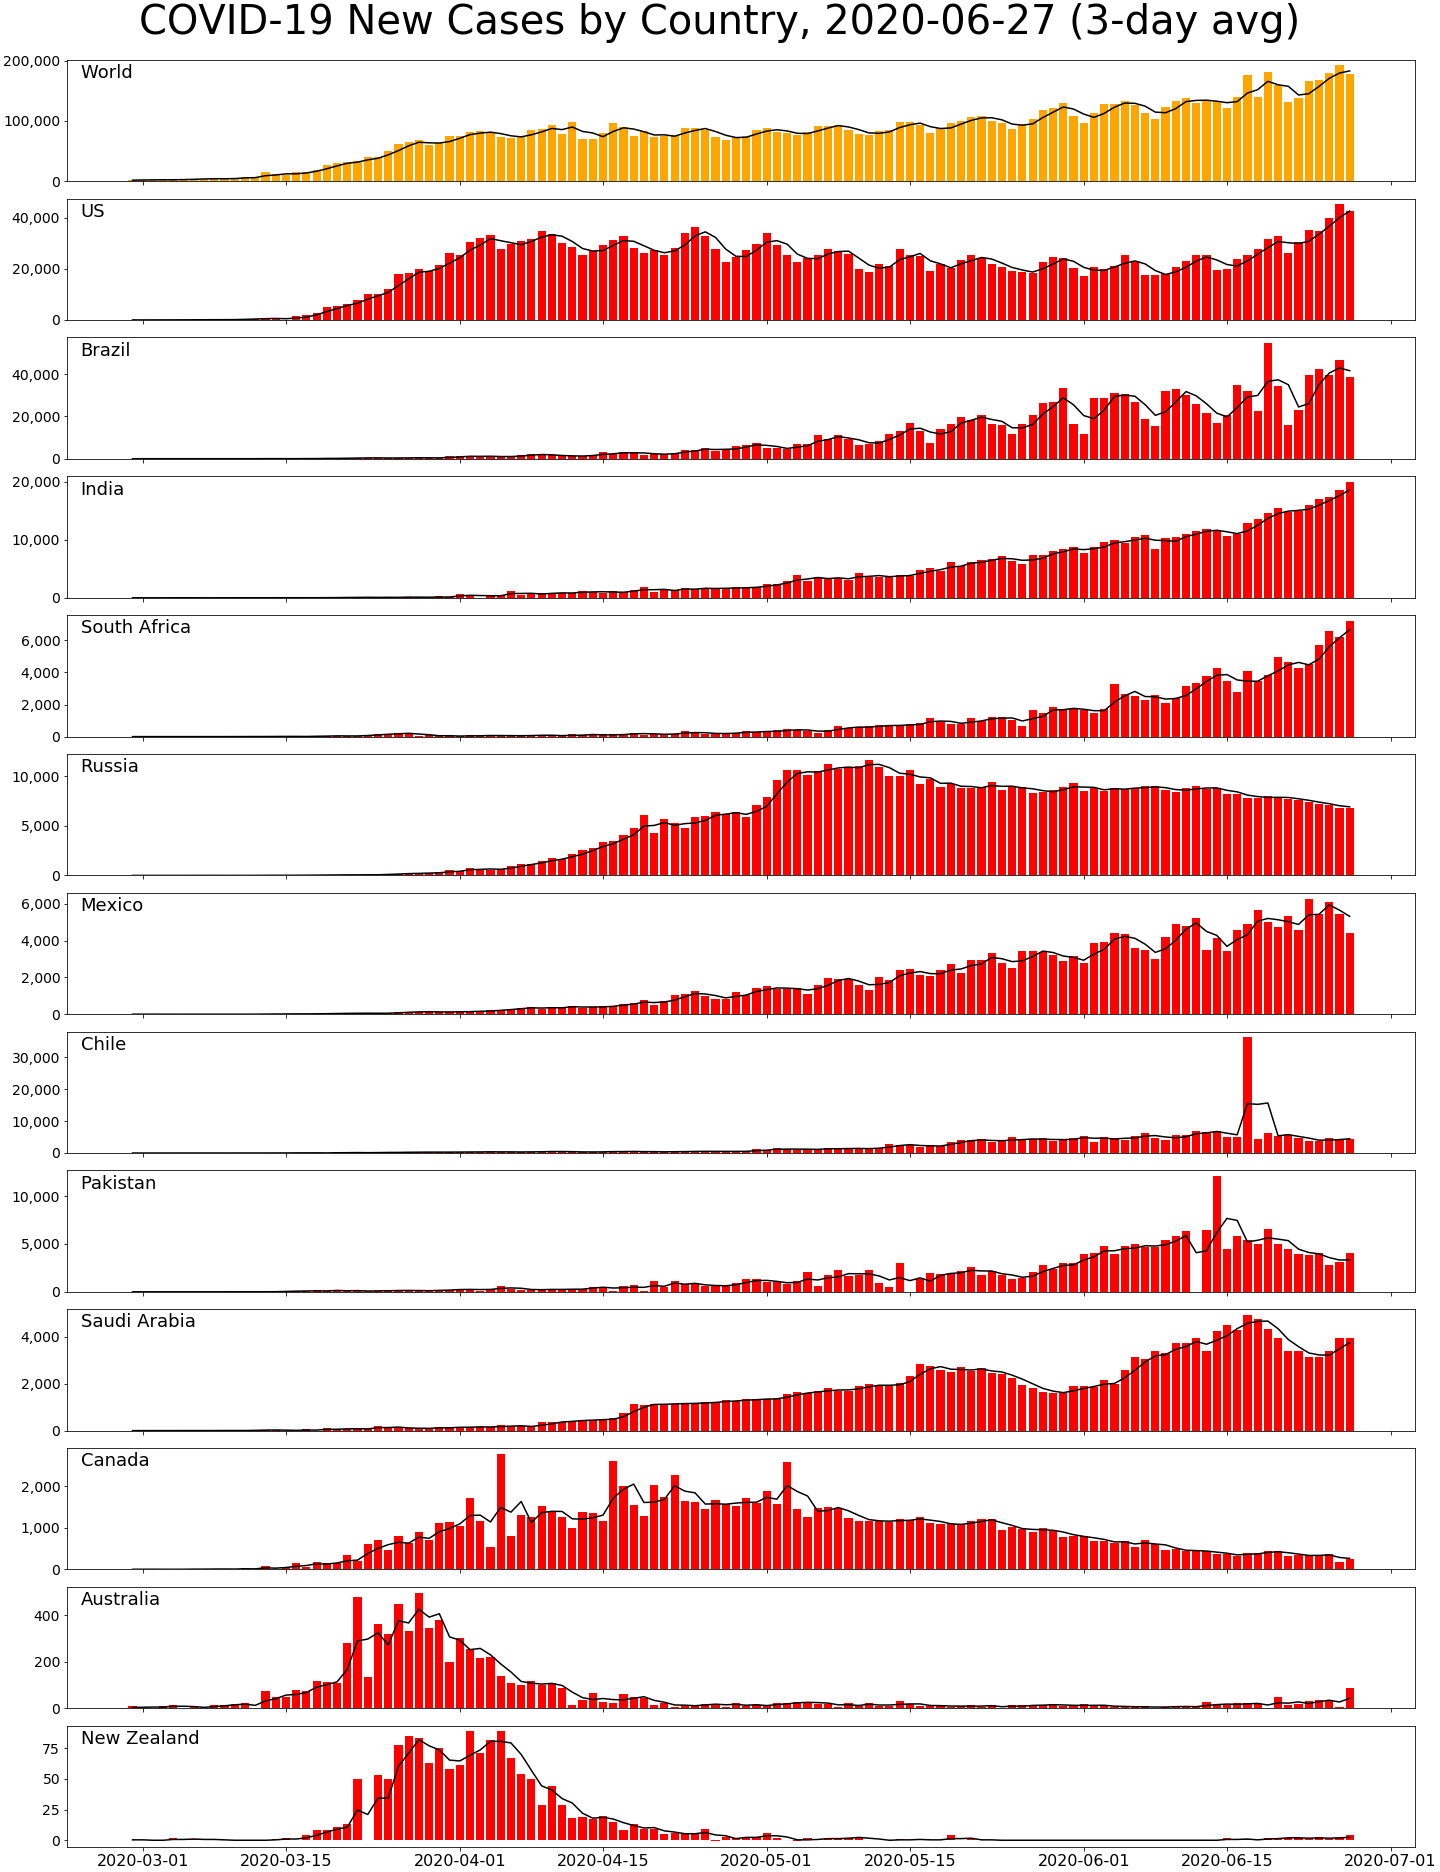 COVID-19 New Cases by Country, 2020-06-27 (3-day avg)
World
200,000
100,000
0
US
40,000
20,000
0
Brazil
40,000
20,000
0
India
20,000
10,000
0
South Africa
6,000
4,000
2,000
0
Russia
10,000
5,000
0
Mexico
6,000
4,000
2,000
0
Chile
30,000
20,000
10,000
0
Pakistan
10,000
5,000
0
Saudi Arabia
4,000
2,000
0
Canada
2,000
1,000
0
Australia
400
200
0
New Zealand
75
50
25
0
2020-03-01 2020-03-15 2020-04-01 2020-04-15 2020-05-01 2020-05-15 2020-06-01 2020-06-15 2020-07-01